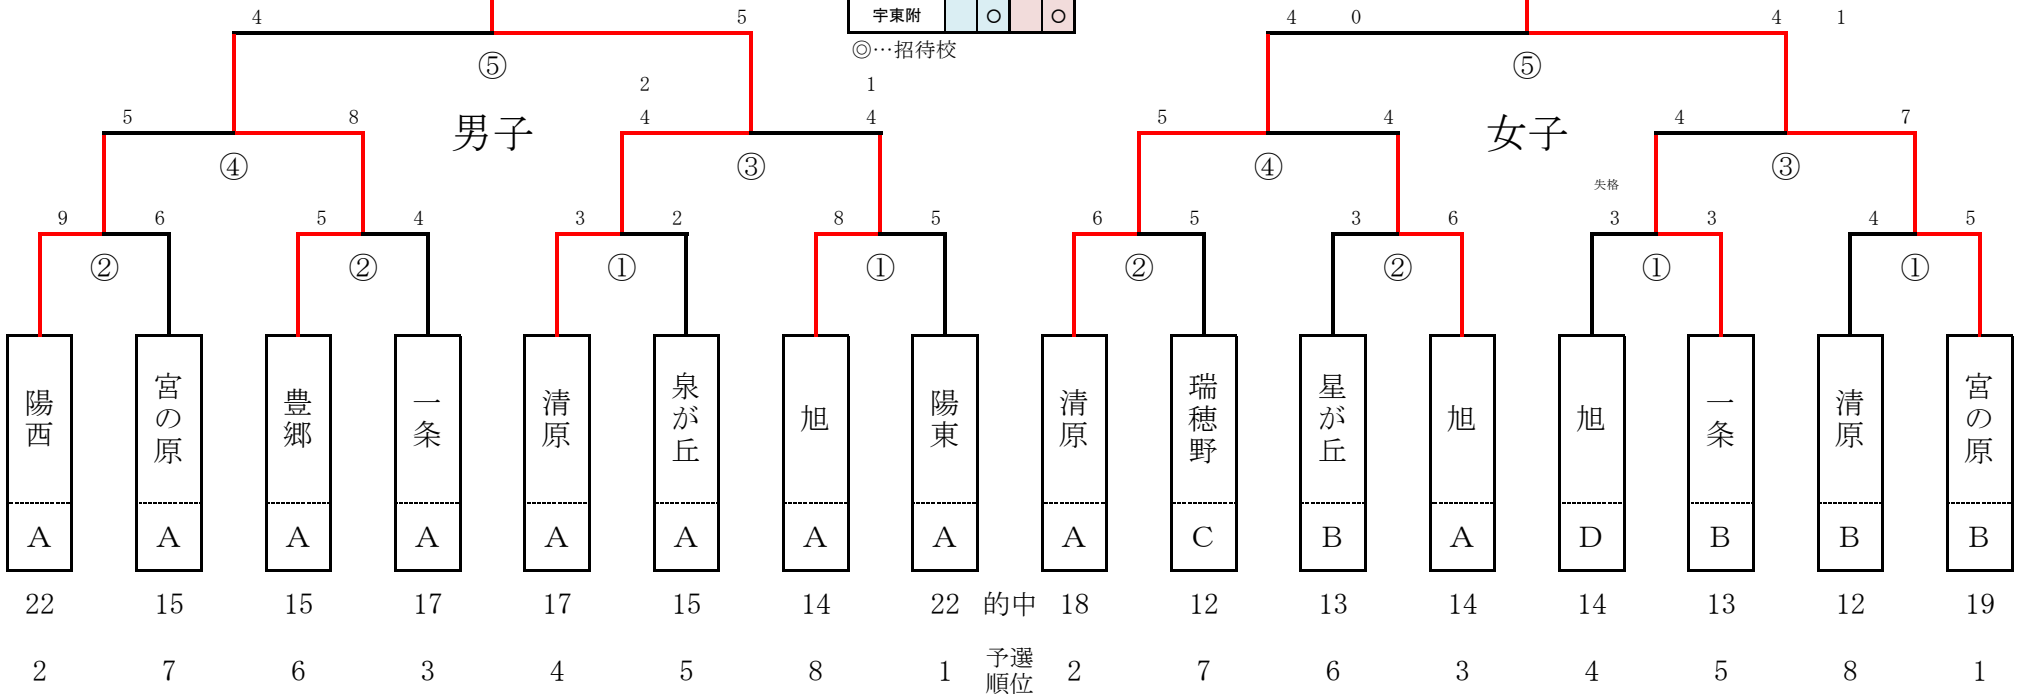 4 5 宇東附 ○ ○ 4 0 4 1
◎…招待校
⑤ ⑤
2 1
5 8 男子 4 4 5 4 女子 4 7
④ ③ ④ ③
失格
9 6 5 4 3 2 8 5 6 5 3 6 3 3 4 5
② ② ① ① ② ② ① ①
陽西 宮の原 豊郷 一条 清原 泉が丘 旭 陽東 清原 瑞穂野 星が丘 旭 旭 一条 清原 宮の原
A A A A A A A A A C B A D B B B
22 15 15 17 17 15 14 22 的中 18 12 13 14 14 13 12 19
2 7 6 3 4 5 8 1 予選順位 2 7 6 3 4 5 8 1